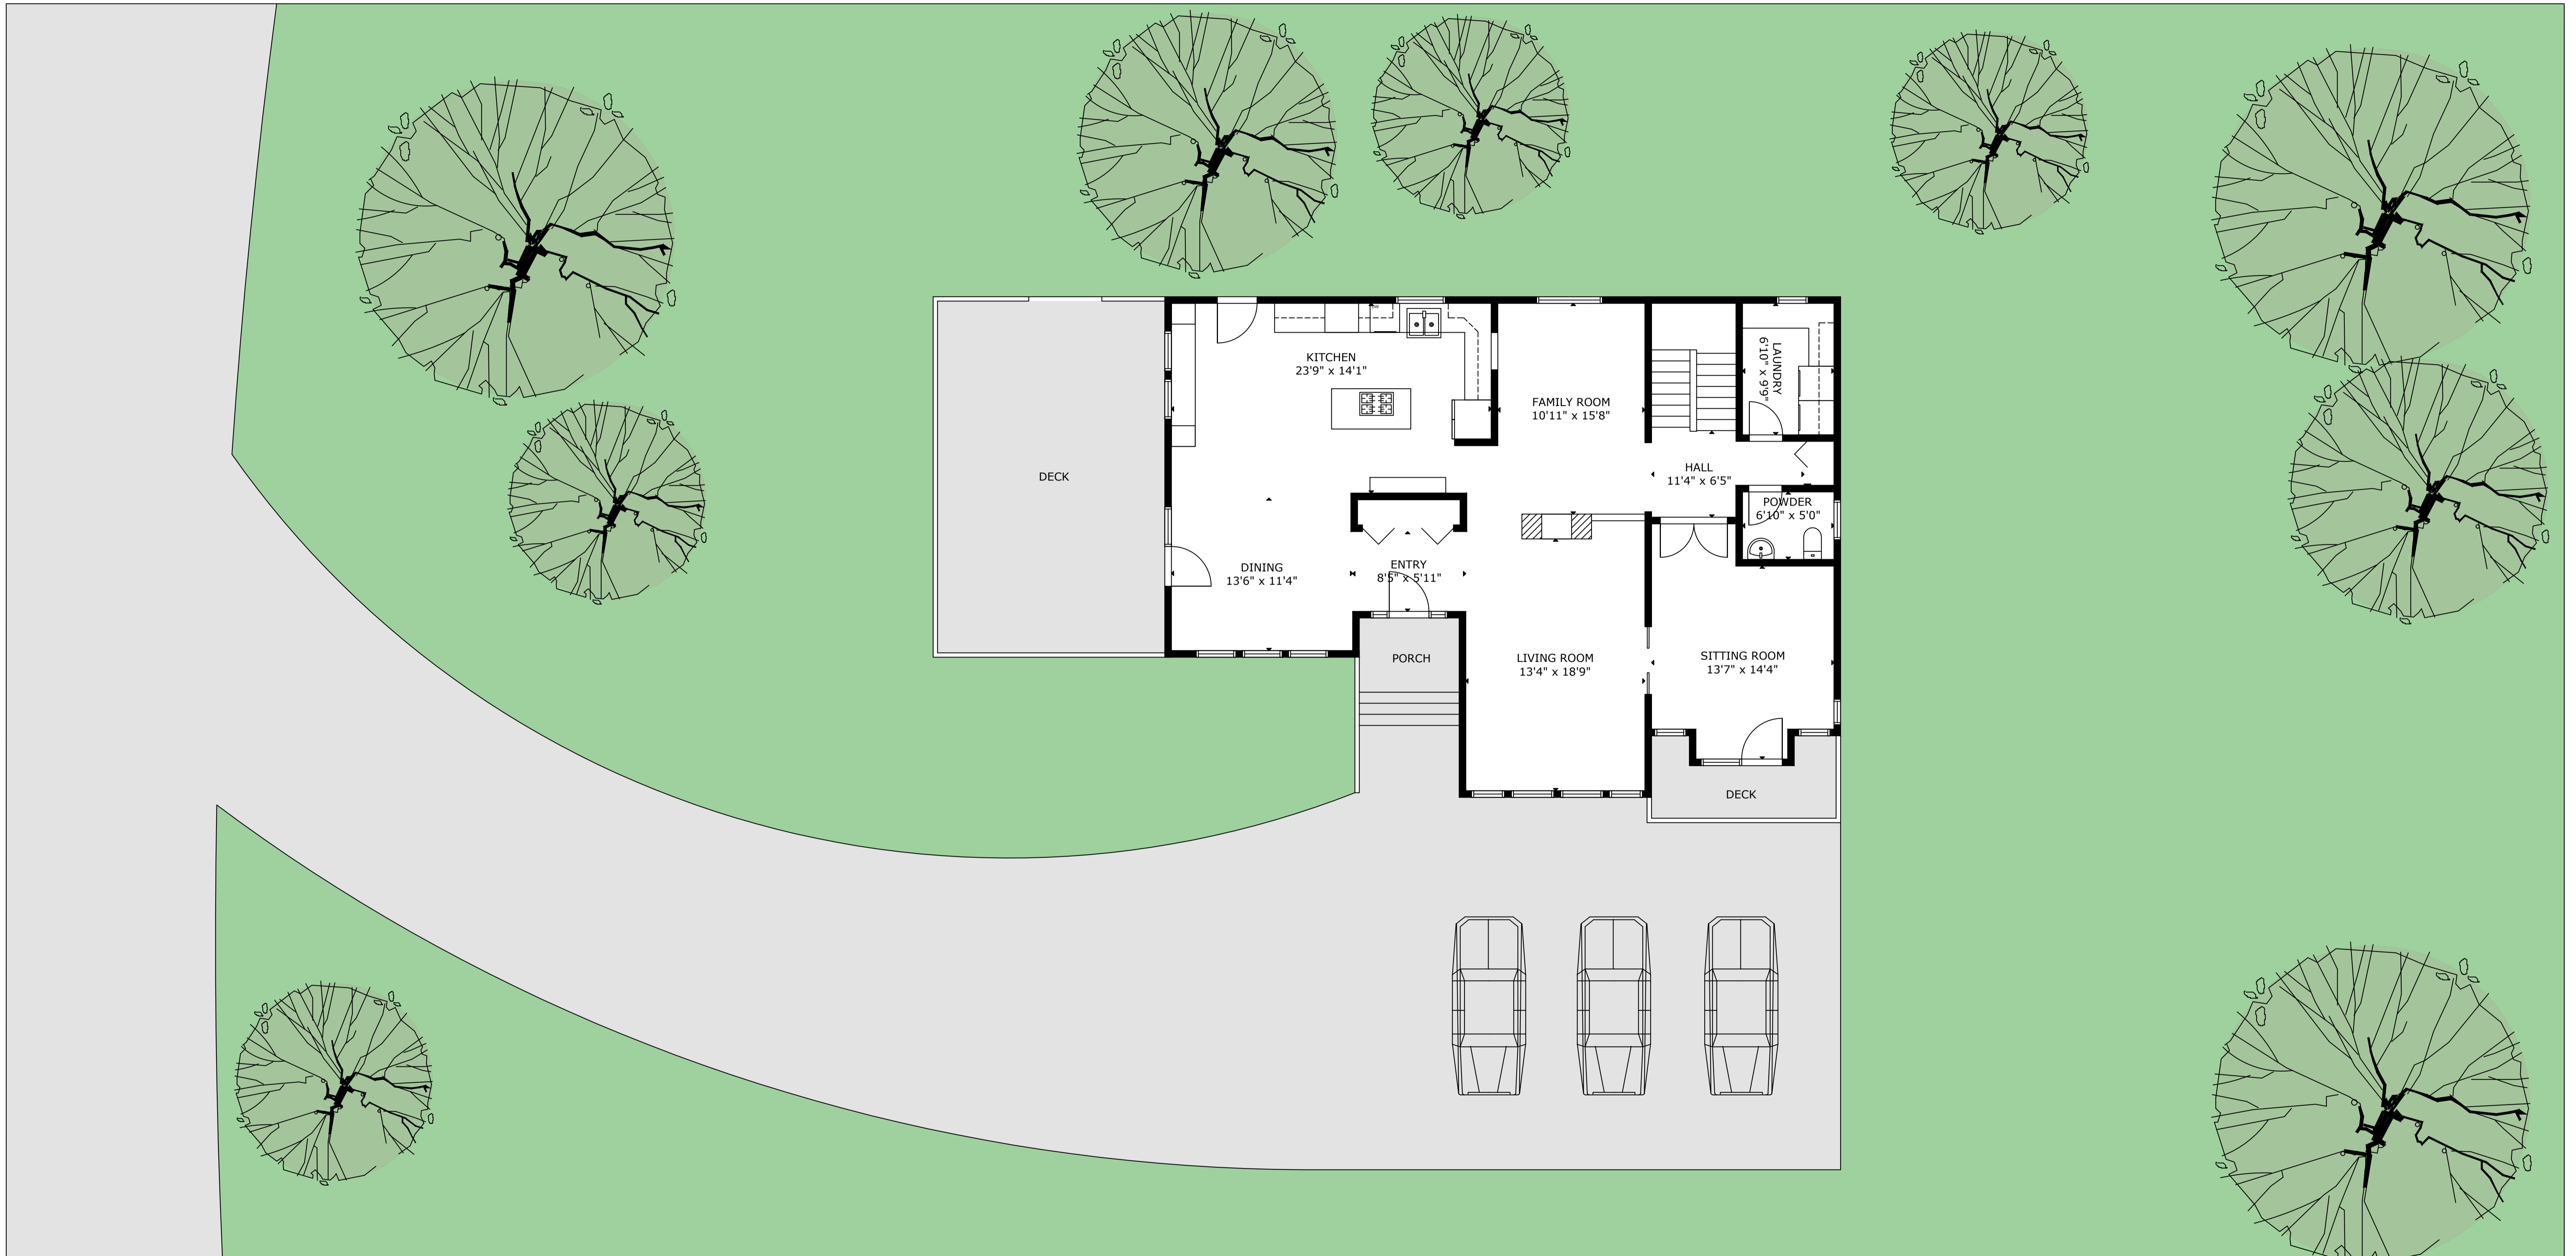 KITCHEN
23'9" x 14'1"
FAMILY ROOM
10'11" x 15'8"
LAUNDRY
6'10" x 9'9"
DECK
HALL
11'4" x 6'5"
POWDER
6'10" x 5'0"
DINING
13'6" x 11'4"
ENTRY
8'5" x 5'11"
PORCH
LIVING ROOM
13'4" x 18'9"
SITTING ROOM
13'7" x 14'4"
DECK